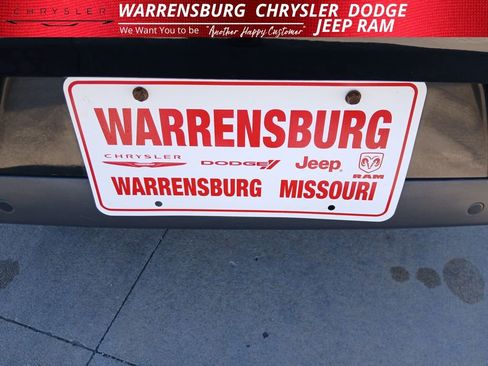 WARRENSBURG CHRYSLER DODGE
CHRYSLER
We Want You to be "Another Happy Customer" JEEP RAM
WARRENSBURG
CHRYSLER DODGE Jeep RAM
WARRENSBURG MISSOURI